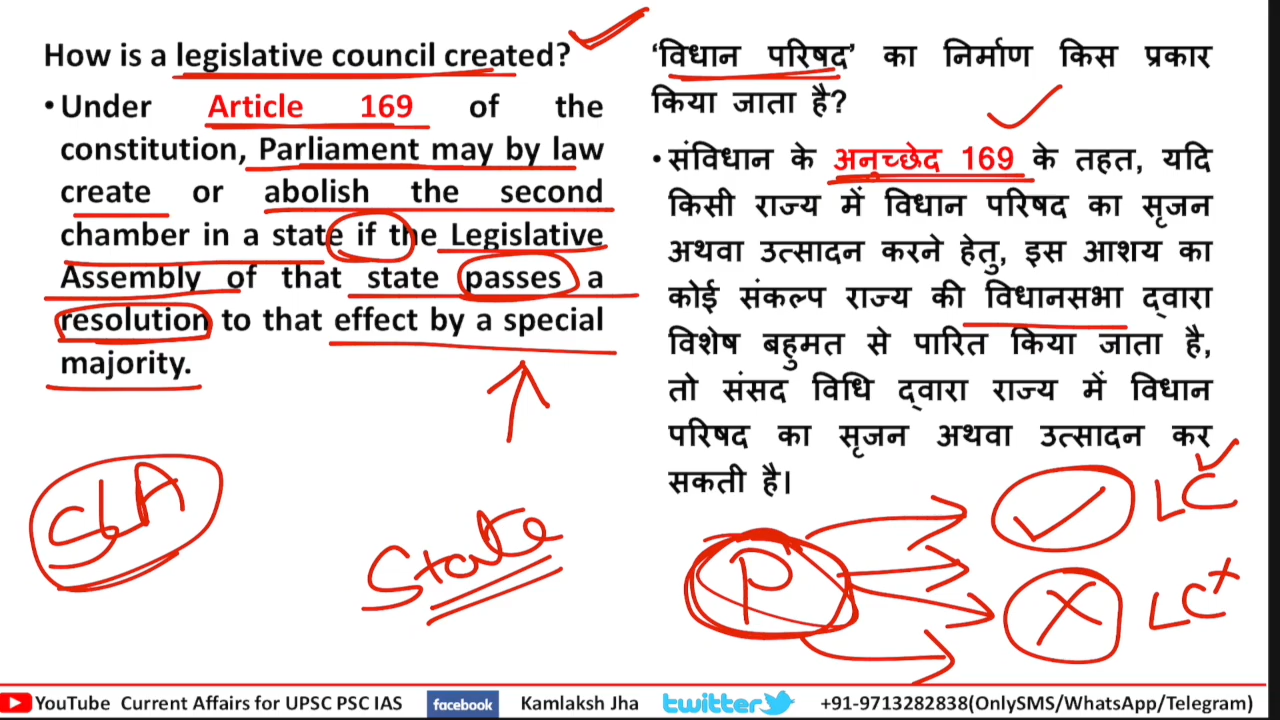 How is a legislative council created?
• Under Article 169 of the
constitution, Parliament may by law
create or abolish the second
chamber in a state if the Legislative
Assembly of that state passes a
resolution to that effect by a special
majority.
SLA
State
‘विधान परिषद’ का निर्माण किस प्रकार
किया जाता है?
• संविधान के अनुच्छेद 169 के तहत, यदि
किसी राज्य में विधान परिषद का सृजन
अथवा उत्सादन करने हेतु, इस आशय का
कोई संकल्प राज्य की विधानसभा द्वारा
विशेष बहुमत से पारित किया जाता है,
तो संसद विधि द्वारा राज्य में विधान
परिषद का सृजन अथवा उत्सादन कर
सकती है।
P
LC
LC
YouTube Current Affairs for UPSC PSC IAS facebook Kamlaksh Jha twitter +91-9713282838(OnlySMS/WhatsApp/Telegram)